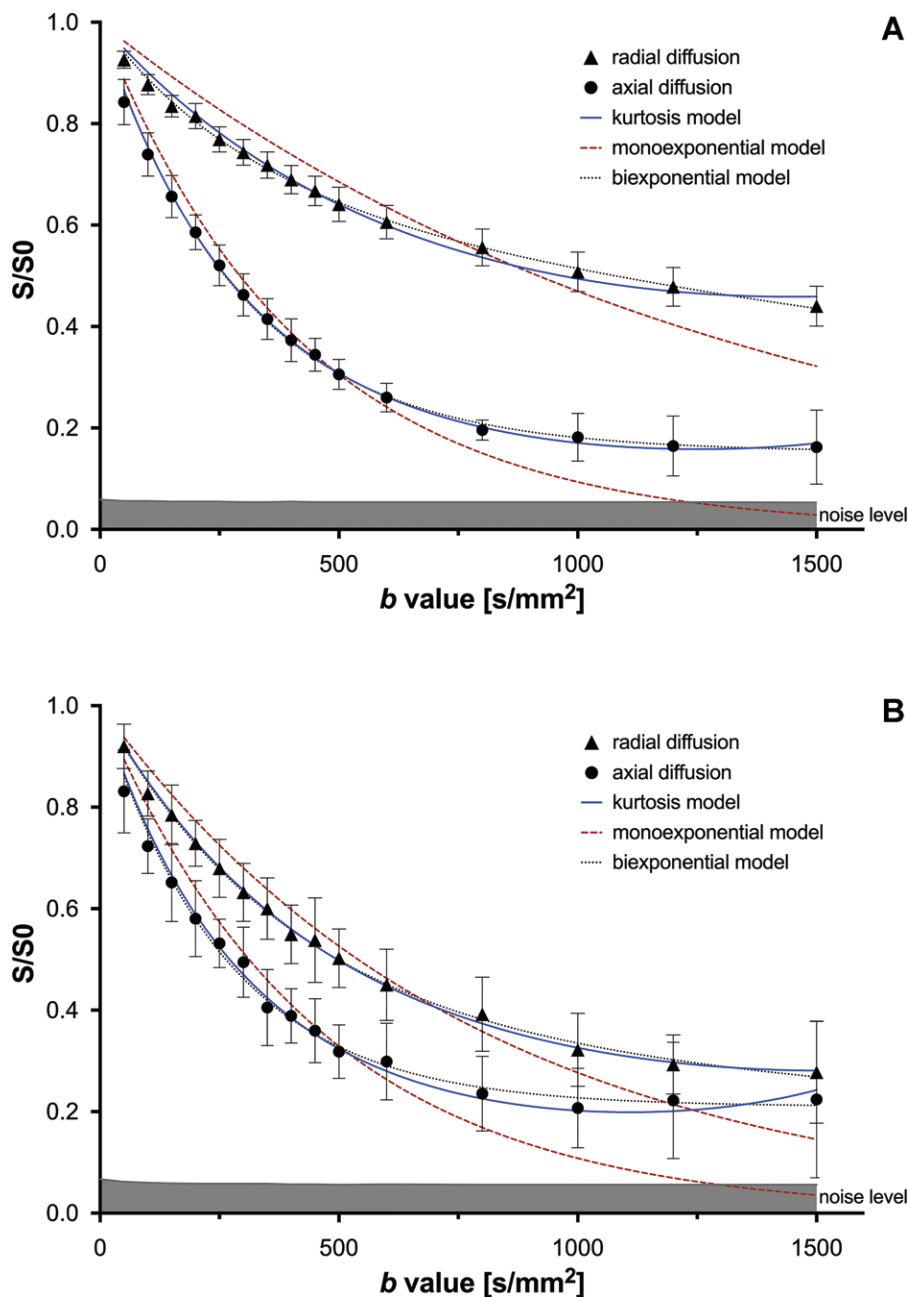 A
1.0
0.8
0.6
0.4
0.2
0.0
S/S0
radial diffusion
axial diffusion
kurtosis model
monoexponential model
biexponential model
noise level
0
500
1000
1500
b value [s/mm²]
B
1.0
0.8
0.6
0.4
0.2
0.0
S/S0
radial diffusion
axial diffusion
kurtosis model
monoexponential model
biexponential model
noise level
0
500
1000
1500
b value [s/mm²]